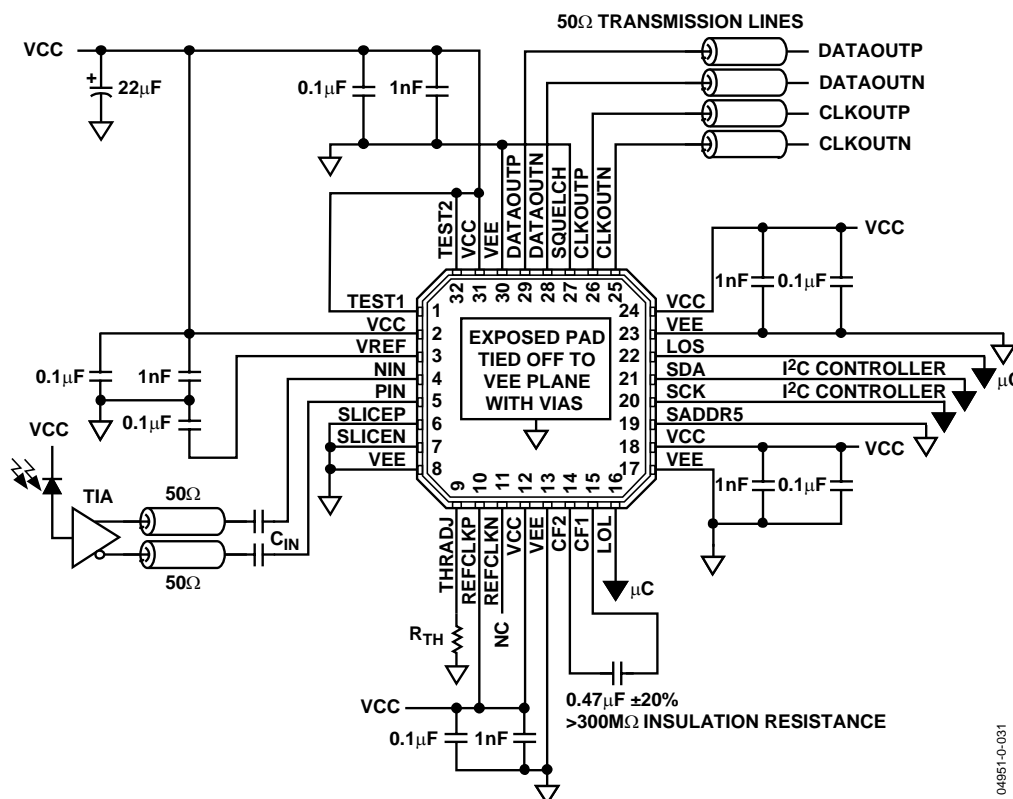 50Ω TRANSMISSION LINES
VCC
DATAOUTP
DATAOUTN
CLKOUTP
CLKOUTN
+
22µF
0.1µF
1nF
TEST2
VCC
VEE
DATAOUTP
DATAOUTN
SQUELCH
CLKOUTP
CLKOUTN
32
31
30
29
28
27
26
25
VCC
1nF
0.1µF
TEST1
VCC
VREF
NIN
PIN
SLICEP
SLICEN
VEE
1
2
3
4
5
6
7
8
EXPOSED PAD
TIED OFF TO
VEE PLANE
WITH VIAS
24
23
22
21
20
19
18
17
VCC
VEE
LOS
SDA
SCK
SADDR5
VCC
VEE
I²C CONTROLLER
I²C CONTROLLER
µC
VCC
1nF
0.1µF
0.1µF
1nF
0.1µF
VCC
TIA
50Ω
50Ω
CIN
9
10
11
12
13
14
15
16
THRADJ
REFCLKP
REFCLKN
VCC
VEE
CF2
CF1
LOL
µC
RTH
NC
VCC
0.1µF
1nF
0.47µF ±20%
>300MΩ INSULATION RESISTANCE
04951-0-031